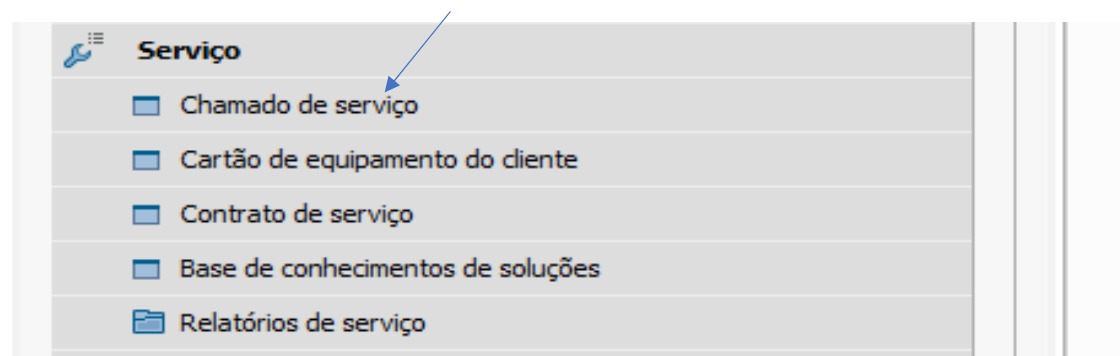 Serviço
Chamado de serviço
Cartão de equipamento do cliente
Contrato de serviço
Base de conhecimentos de soluções
Relatórios de serviço